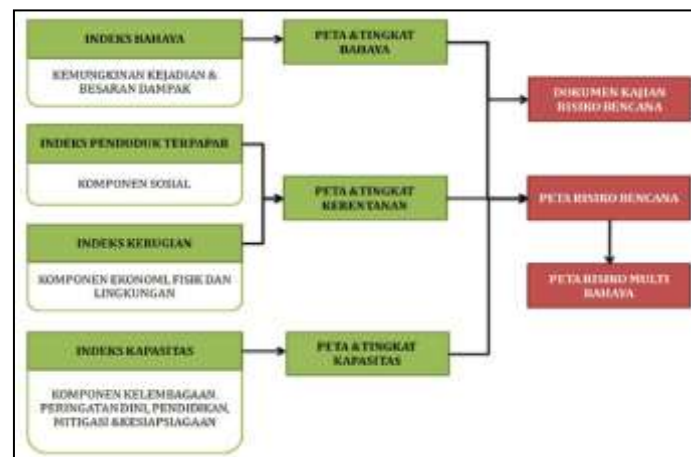 INDEKS BAHAYA
KEMUNGKINAN KEJADIAN &
BESARAN DAMPAK
INDEKS PENDUDUK TERPAPAR
KOMPONEN SOSIAL
INDEKS KERUGIAN
KOMPONEN EKONOMI, FISIK DAN
LINGKUNGAN
INDEKS KAPASITAS
KOMPONEN KELEMBAGAAN,
PERINGATAN DINI, PENDIDIKAN,
MITIGASI &KESIAPSIAGAAN
PETA &TINGKAT
BAHAYA
PETA &TINGKAT
KERENTANAN
PETA &TINGKAT
KAPASITAS
DOKUMEN KAJIAN
RISIKO BENCANA
PETA RISIKO BENCANA
PETA RISIKO MULTI
BAHAYA